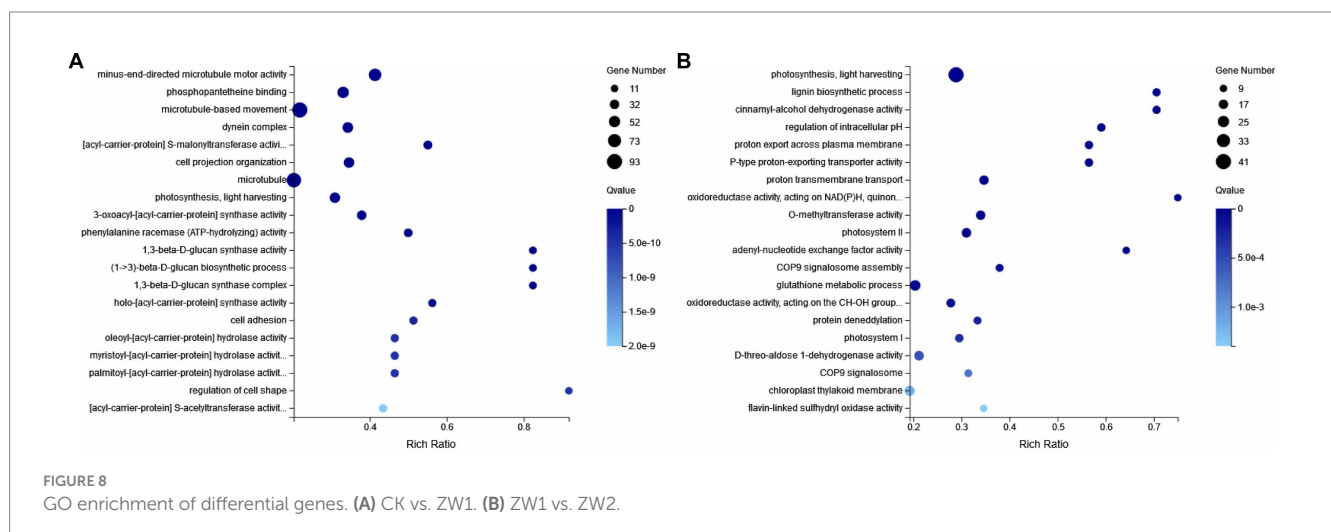 A
minus-end-directed microtubule motor activity
phosphopantetheine binding
microtubule-based movement
dynein complex
[acyl-carrier-protein] S-malonyltransferase activi...
cell projection organization
microtubule
photosynthesis, light harvesting
3-oxoacyl-[acyl-carrier-protein] synthase activity
phenylalanine racemase (ATP-hydrolyzing) activity
1,3-beta-D-glucan synthase activity
(1->3)-beta-D-glucan biosynthetic process
1,3-beta-D-glucan synthase complex
holo-[acyl-carrier-protein] synthase activity
cell adhesion
oleoyl-[acyl-carrier-protein] hydrolase activity
myristoyl-[acyl-carrier-protein] hydrolase activit...
palmitoyl-[acyl-carrier-protein] hydrolase activit...
regulation of cell shape
[acyl-carrier-protein] S-acetyltransferase activit...
0.4 0.6 0.8
Rich Ratio
Gene Number
11
32
52
73
93
Qvalue
0
5.0e-10
1.0e-9
1.5e-9
2.0e-9
B
photosynthesis, light harvesting
lignin biosynthetic process
cinnamyl-alcohol dehydrogenase activity
regulation of intracellular pH
proton export across plasma membrane
P-type proton-exporting transporter activity
proton transmembrane transport
oxidoreductase activity, acting on NAD(P)H, quinon...
O-methyltransferase activity
photosystem II
adenyl-nucleotide exchange factor activity
COP9 signalosome assembly
glutathione metabolic process
oxidoreductase activity, acting on the CH-OH group...
protein deneddylation
photosystem I
D-threo-aldose 1-dehydrogenase activity
COP9 signalosome
chloroplast thylakoid membrane
flavin-linked sulfhydryl oxidase activity
0.2 0.3 0.4 0.5 0.6 0.7
Rich Ratio
Gene Number
9
17
25
33
41
Qvalue
0
5.0e-4
1.0e-3
FIGURE 8
GO enrichment of differential genes. (A) CK vs. ZW1. (B) ZW1 vs. ZW2.